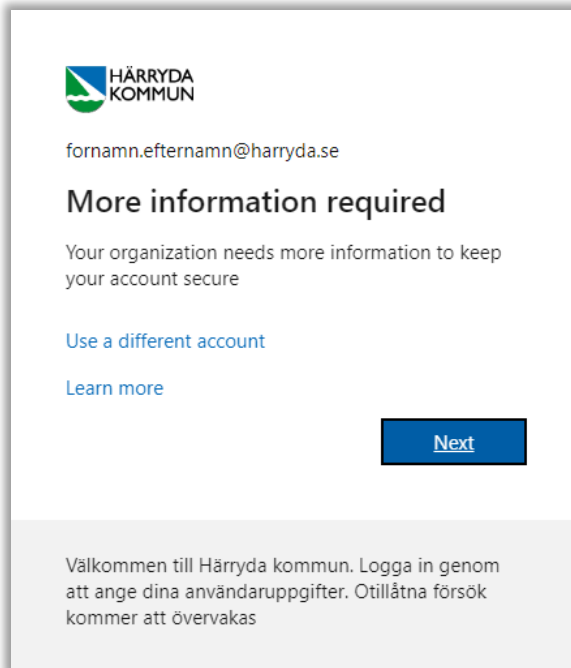 HÄRRYDA
KOMMUN
fornamn.efternamn@harryda.se
More information required
Your organization needs more information to keep
your account secure
Use a different account
Learn more
Next
Välkommen till Härryda kommun. Logga in genom
att ange dina användaruppgifter. Otillåtna försök
kommer att övervakas